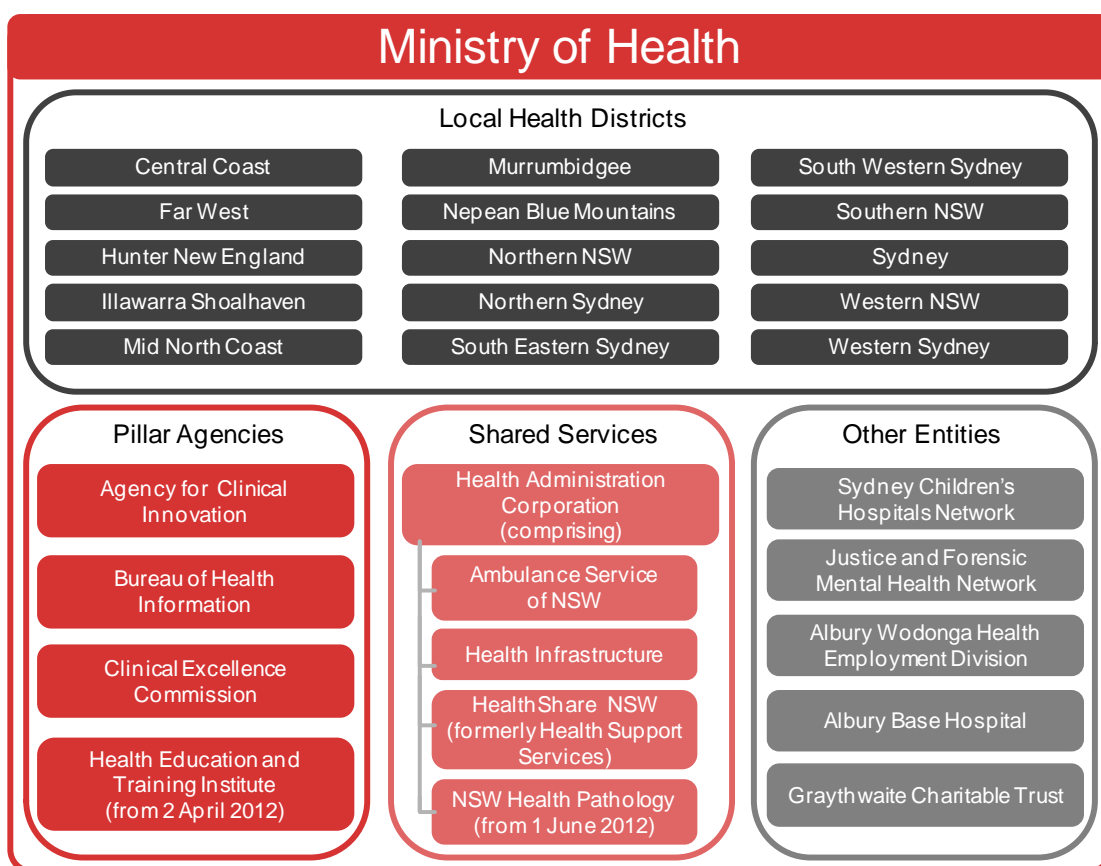 Ministry of Health
Local Health Districts
Central Coast
Far West
Hunter New England
Illawarra Shoalhaven
Mid North Coast
Murrumbidgee
Nepean Blue Mountains
Northern NSW
Northern Sydney
South Eastern Sydney
South Western Sydney
Southern NSW
Sydney
Western NSW
Western Sydney
Pillar Agencies
Agency for Clinical
Innovation
Bureau of Health
Information
Clinical Excellence
Commission
Health Education and
Training Institute
(from 2 April 2012)
Shared Services
Health Administration
Corporation
(comprising)
Ambulance Service
of NSW
Health Infrastructure
HealthShare NSW
(formerly Health Support
Services)
NSW Health Pathology
(from 1 June 2012)
Other Entities
Sydney Children's
Hospitals Network
Justice and Forensic
Mental Health Network
Albury Wodonga Health
Employment Division
Albury Base Hospital
Graythwaite Charitable Trust